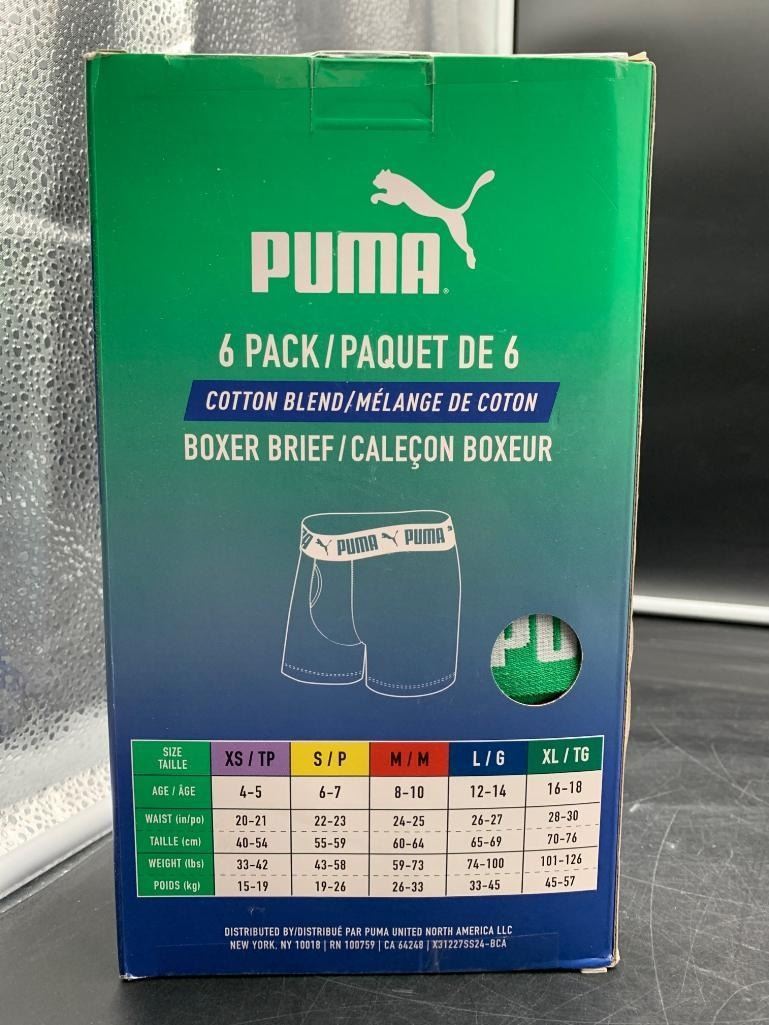 PUMA
6 PACK/PAQUET DE 6
COTTON BLEND/MÉLANGE DE COTON
BOXER BRIEF/CALEÇON BOXEUR
A PUMA PUMA
PU
SIZE TAILLE XS / TP S / P M / M L / G XL / TG
AGE / ÂGE 4-5 6-7 8-10 12-14 16-18
WAIST (in/po) 20-21 22-23 24-25 26-27 28-30
TAILLE (cm) 40-54 55-59 60-64 65-69 70-76
WEIGHT (lbs) 33-42 43-58 59-73 74-100 101-126
POIDS (kg) 15-19 19-26 26-33 33-45 45-57
DISTRIBUTED BY/DISTRIBUÉ PAR PUMA UNITED NORTH AMERICA LLC
NEW YORK. NY 10018 | RN 100759 | CA 64248 | X31227SS24-BCA